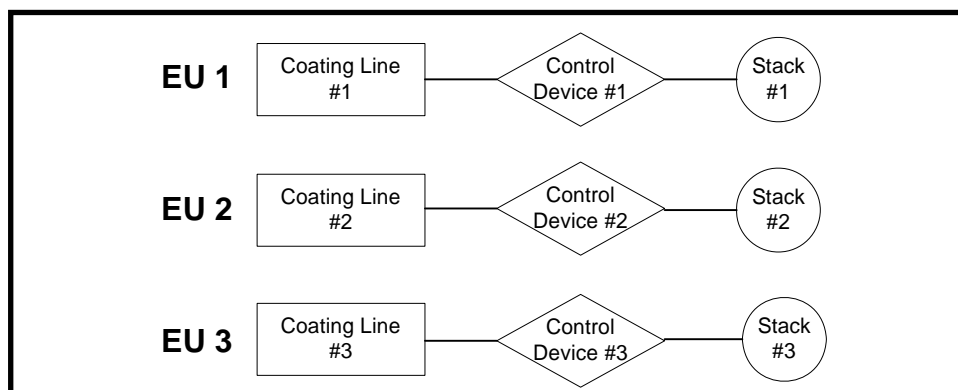 EU 1
Coating Line
#1
Control
Device #1
Stack
#1
EU 2
Coating Line
#2
Control
Device #2
Stack
#2
EU 3
Coating Line
#3
Control
Device #3
Stack
#3